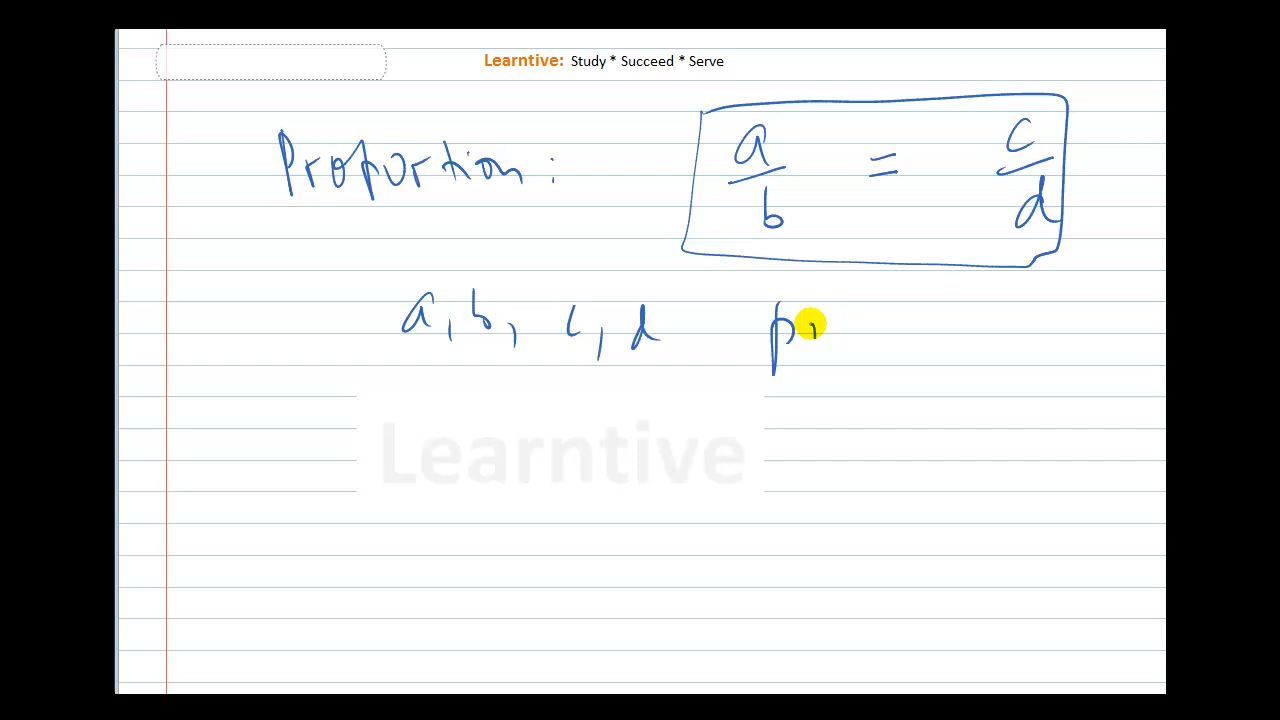 Learntive: Study * Succeed * Serve
Proportion : a/b = c/d
a, b, c, d p
Learntive